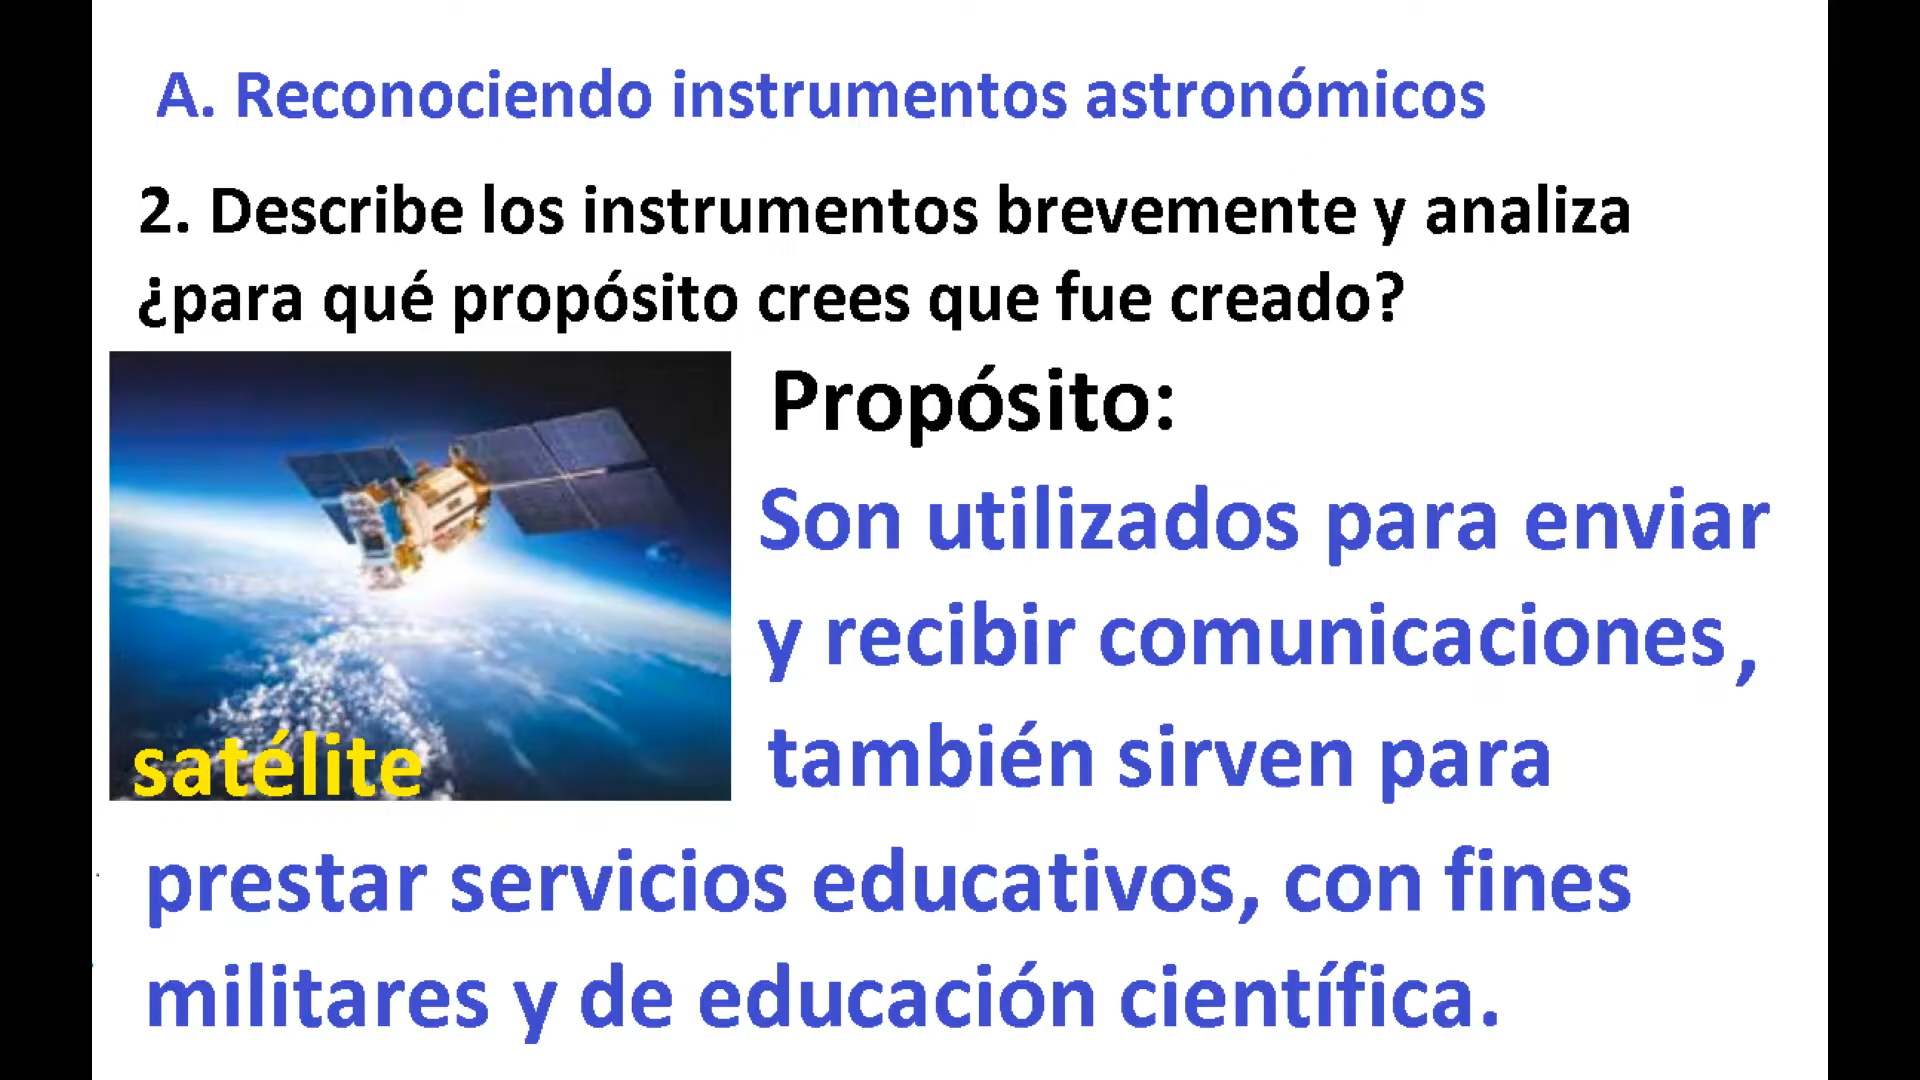 A. Reconociendo instrumentos astronómicos
2. Describe los instrumentos brevemente y analiza
¿para qué propósito crees que fue creado?
Propósito:
Son utilizados para enviar
y recibir comunicaciones,
también sirven para
satélite
prestar servicios educativos, con fines
militares y de educación científica.